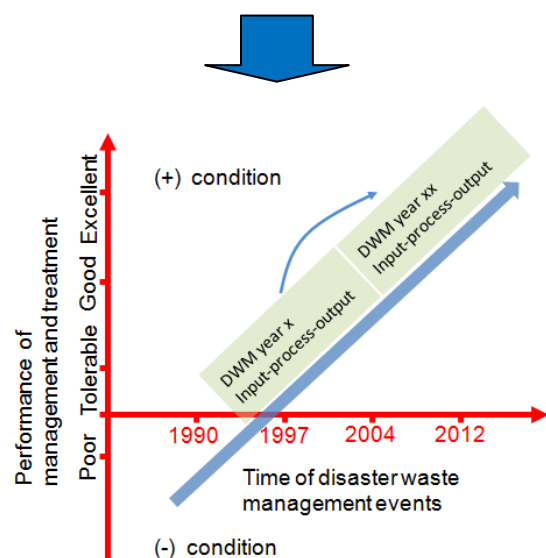 (+) condition
Excellent
Good
Tolerable
Poor
Performance of
management and treatment
DWM year xx
Input-process-output
DWM year x
Input-process-output
1990
1997
2004
2012
Time of disaster waste
management events
(-) condition